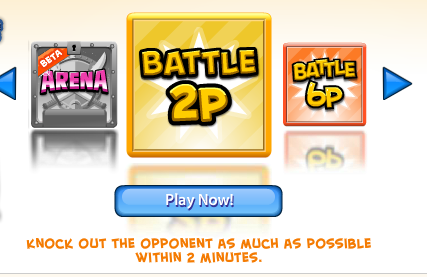 BETA
ARENA
BATTLE
2P
BATTLE
6P
Play Now!
KNOCK OUT THE OPPONENT AS MUCH AS POSSIBLE
WITHIN 2 MINUTES.